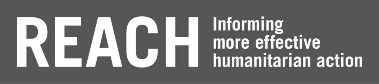 REACH
Informing
more effective
humanitarian action